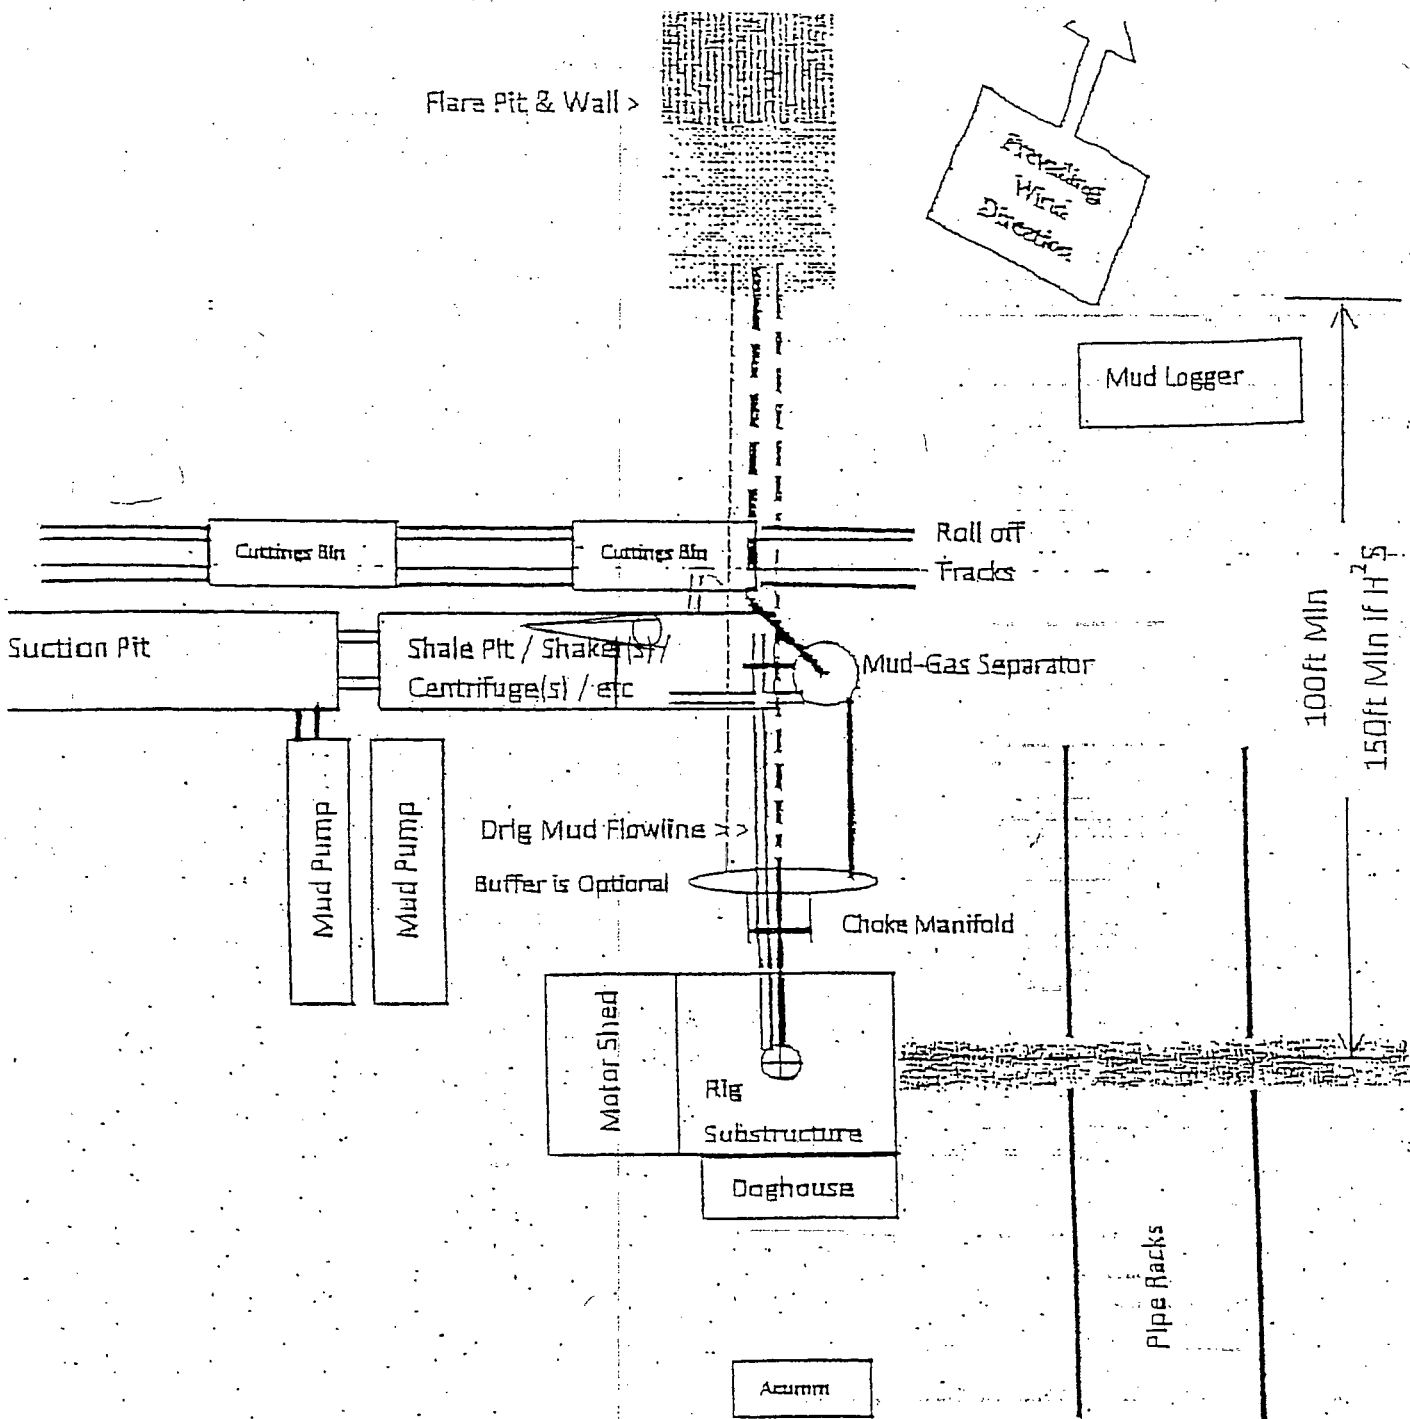 Flare Pit & Wall >
Prevailing
Wind
Direction
Mud Logger
Cuttings Bin
Cuttings Bin
Roll off
Tracks
100ft Min
150ft Min if H2S
Suction Pit
Shale Pit / Shaker(s) /
Centrifuge(s) / etc
Mud-Gas Separator
Mud Pump
Mud Pump
Drlg Mud Flowline > >
Buffer is Optional
Choke Manifold
Motor Shed
Rig
Substructure
Doghouse
Pipe Racks
Acumm